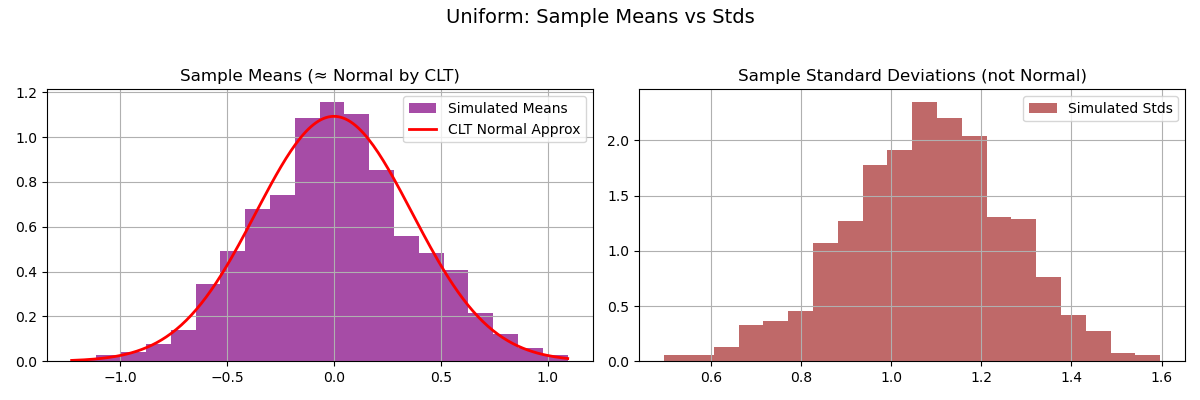 Uniform: Sample Means vs Stds
Sample Means (≈ Normal by CLT)
Simulated Means
CLT Normal Approx
1.2
1.0
0.8
0.6
0.4
0.2
0.0
−1.0 −0.5 0.0 0.5 1.0
Sample Standard Deviations (not Normal)
Simulated Stds
2.0
1.5
1.0
0.5
0.0
0.6 0.8 1.0 1.2 1.4 1.6